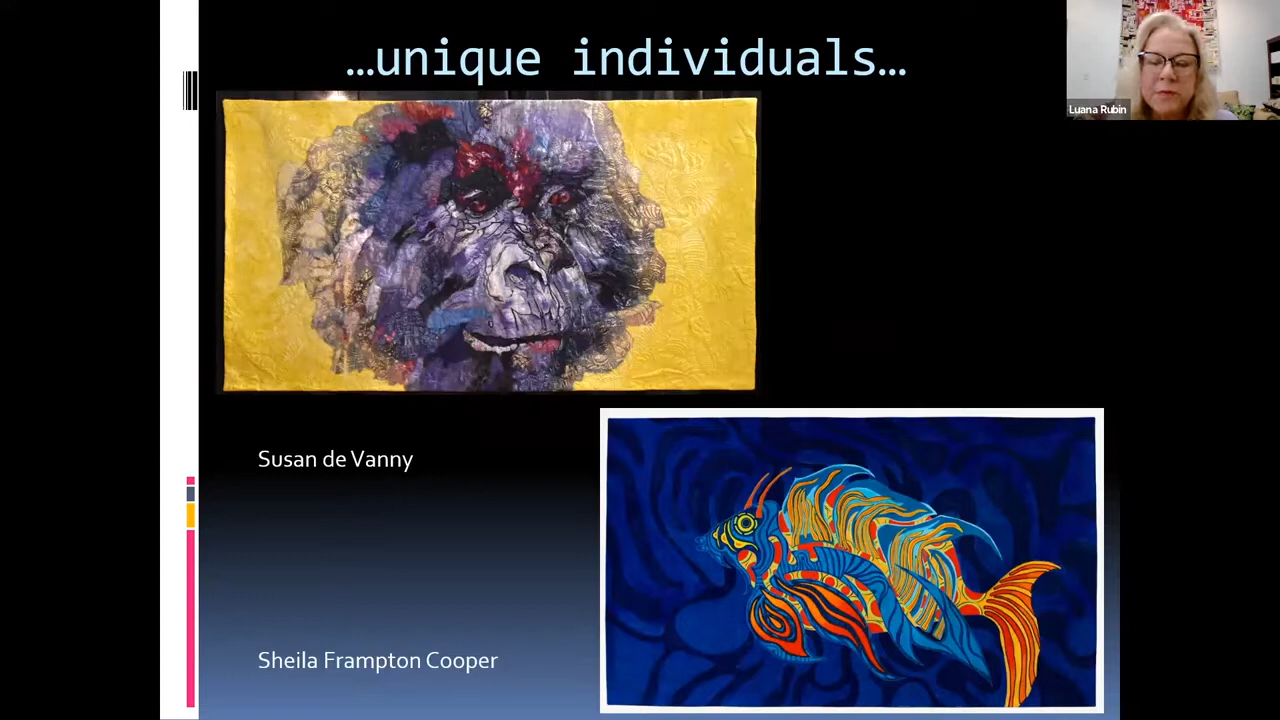 …unique individuals…
Luana Rubin
Susan de Vanny
Sheila Frampton Cooper